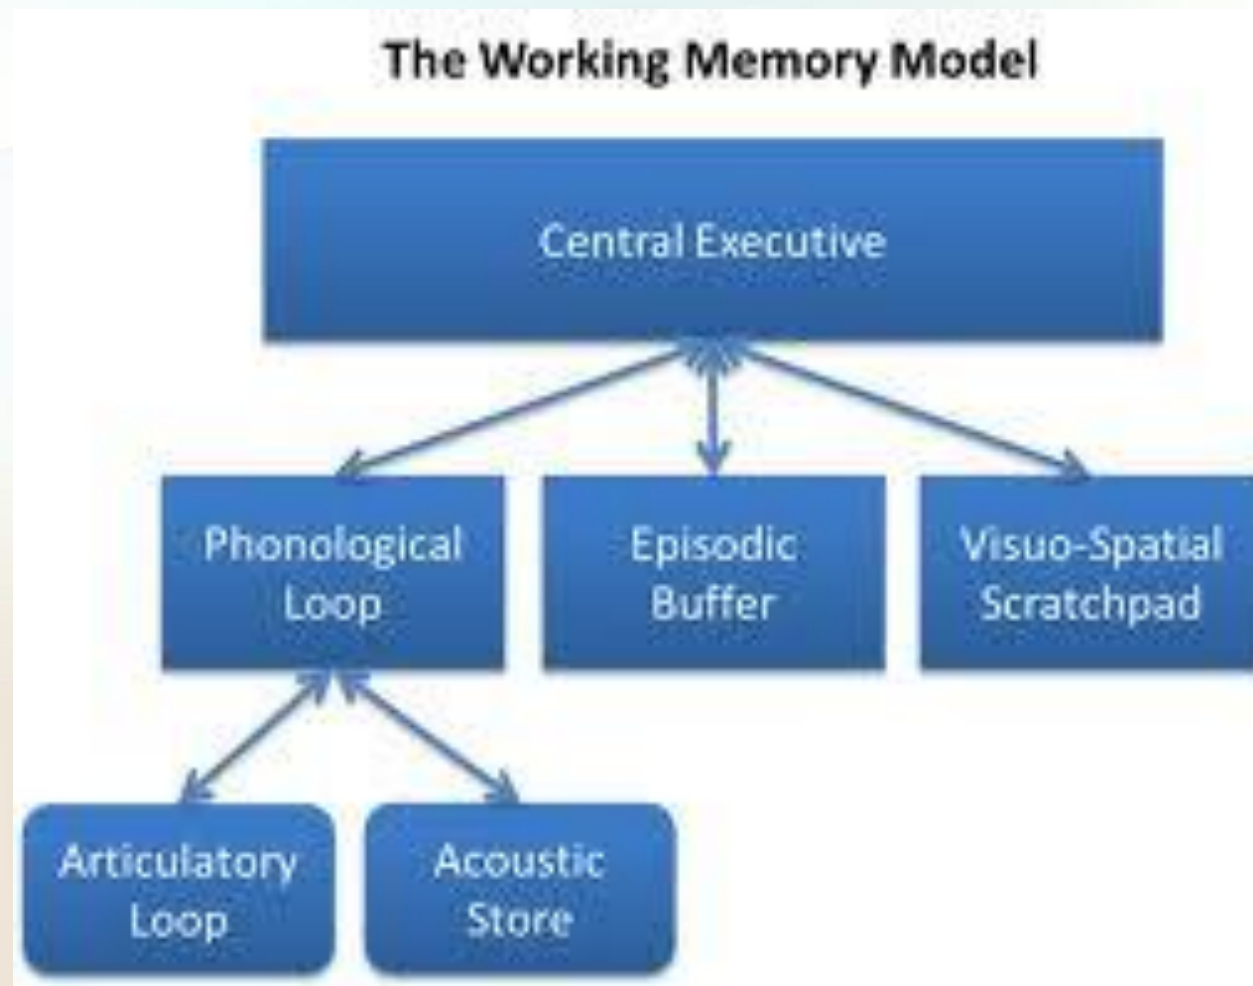 The Working Memory Model
Central Executive
Phonological
Loop
Episodic
Buffer
Visuo-Spatial
Scratchpad
Articulatory
Loop
Acoustic
Store